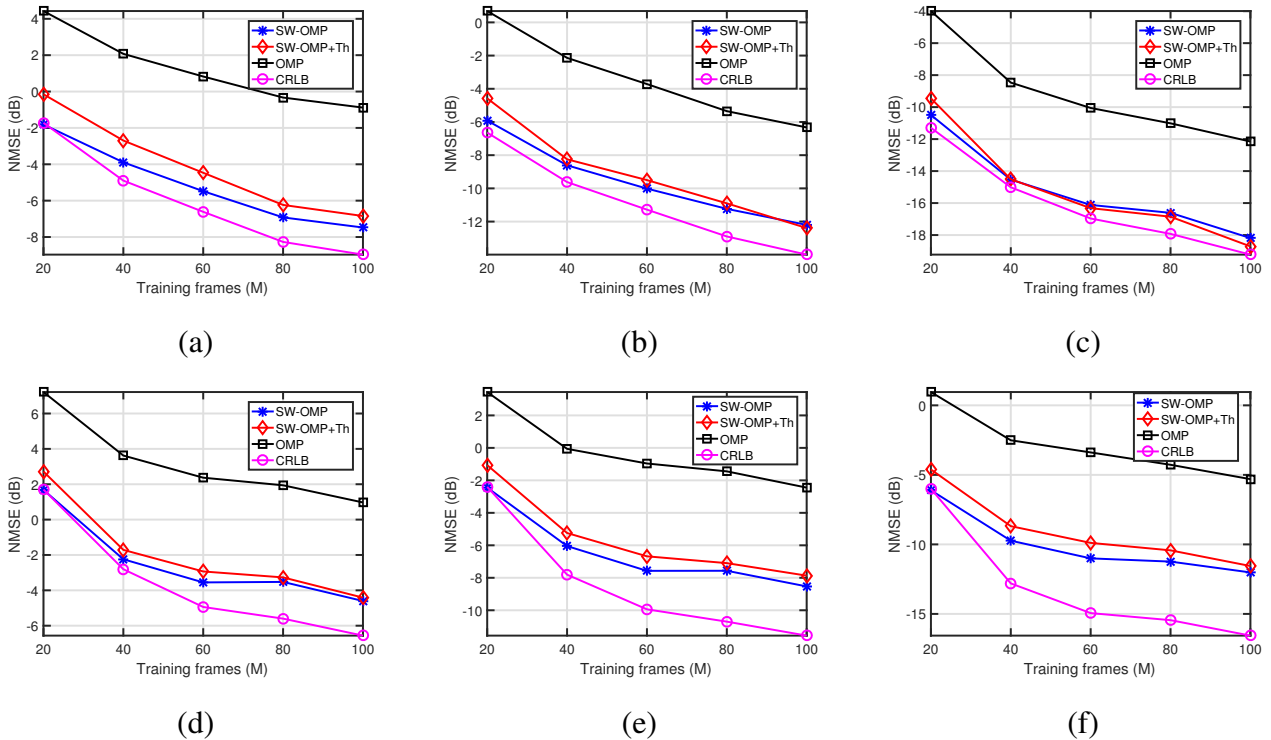 4
2
0
-2
-4
-6
-8
20
40
60
80
100
NMSE (dB)
Training frames (M)
SW-OMP
SW-OMP+Th
OMP
CRLB
(a)
0
-2
-4
-6
-8
-10
-12
20
40
60
80
100
NMSE (dB)
Training frames (M)
SW-OMP
SW-OMP+Th
OMP
CRLB
(b)
-4
-6
-8
-10
-12
-14
-16
-18
20
40
60
80
100
NMSE (dB)
Training frames (M)
SW-OMP
SW-OMP+Th
OMP
CRLB
(c)
6
4
2
0
-2
-4
-6
20
40
60
80
100
NMSE (dB)
Training frames (M)
SW-OMP
SW-OMP+Th
OMP
CRLB
(d)
2
0
-2
-4
-6
-8
-10
20
40
60
80
100
NMSE (dB)
Training frames (M)
SW-OMP
SW-OMP+Th
OMP
CRLB
(e)
0
-5
-10
-15
20
40
60
80
100
NMSE (dB)
Training frames (M)
SW-OMP
SW-OMP+Th
OMP
CRLB
(f)